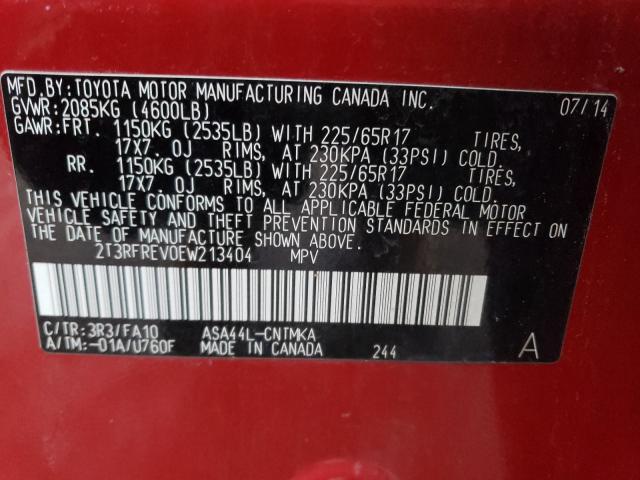 MFD.BY:TOYOTA MOTOR MANUFACTURING CANADA INC. 07/14
GVWR:2085KG (4600LB)
GAWR:FRT. 1150KG (2535LB) WITH 225/65R17 TIRES,
17X7.0J RIMS, AT 230KPA (33PSI) COLD.
RR. 1150KG (2535LB) WITH 225/65R17 TIRES,
17X7.0J RIMS, AT 230KPA (33PSI) COLD.
THIS VEHICLE CONFORMS TO ALL APPLICABLE FEDERAL MOTOR
VEHICLE SAFETY AND THEFT PREVENTION STANDARDS IN EFFECT ON
THE DATE OF MANUFACTURE SHOWN ABOVE.
2T3RFREV0EW213404 MPV
C/TR:3R3/FA10 ASA44L-CNTMKA
A/TM:-01A/U760F MADE IN CANADA 244 A